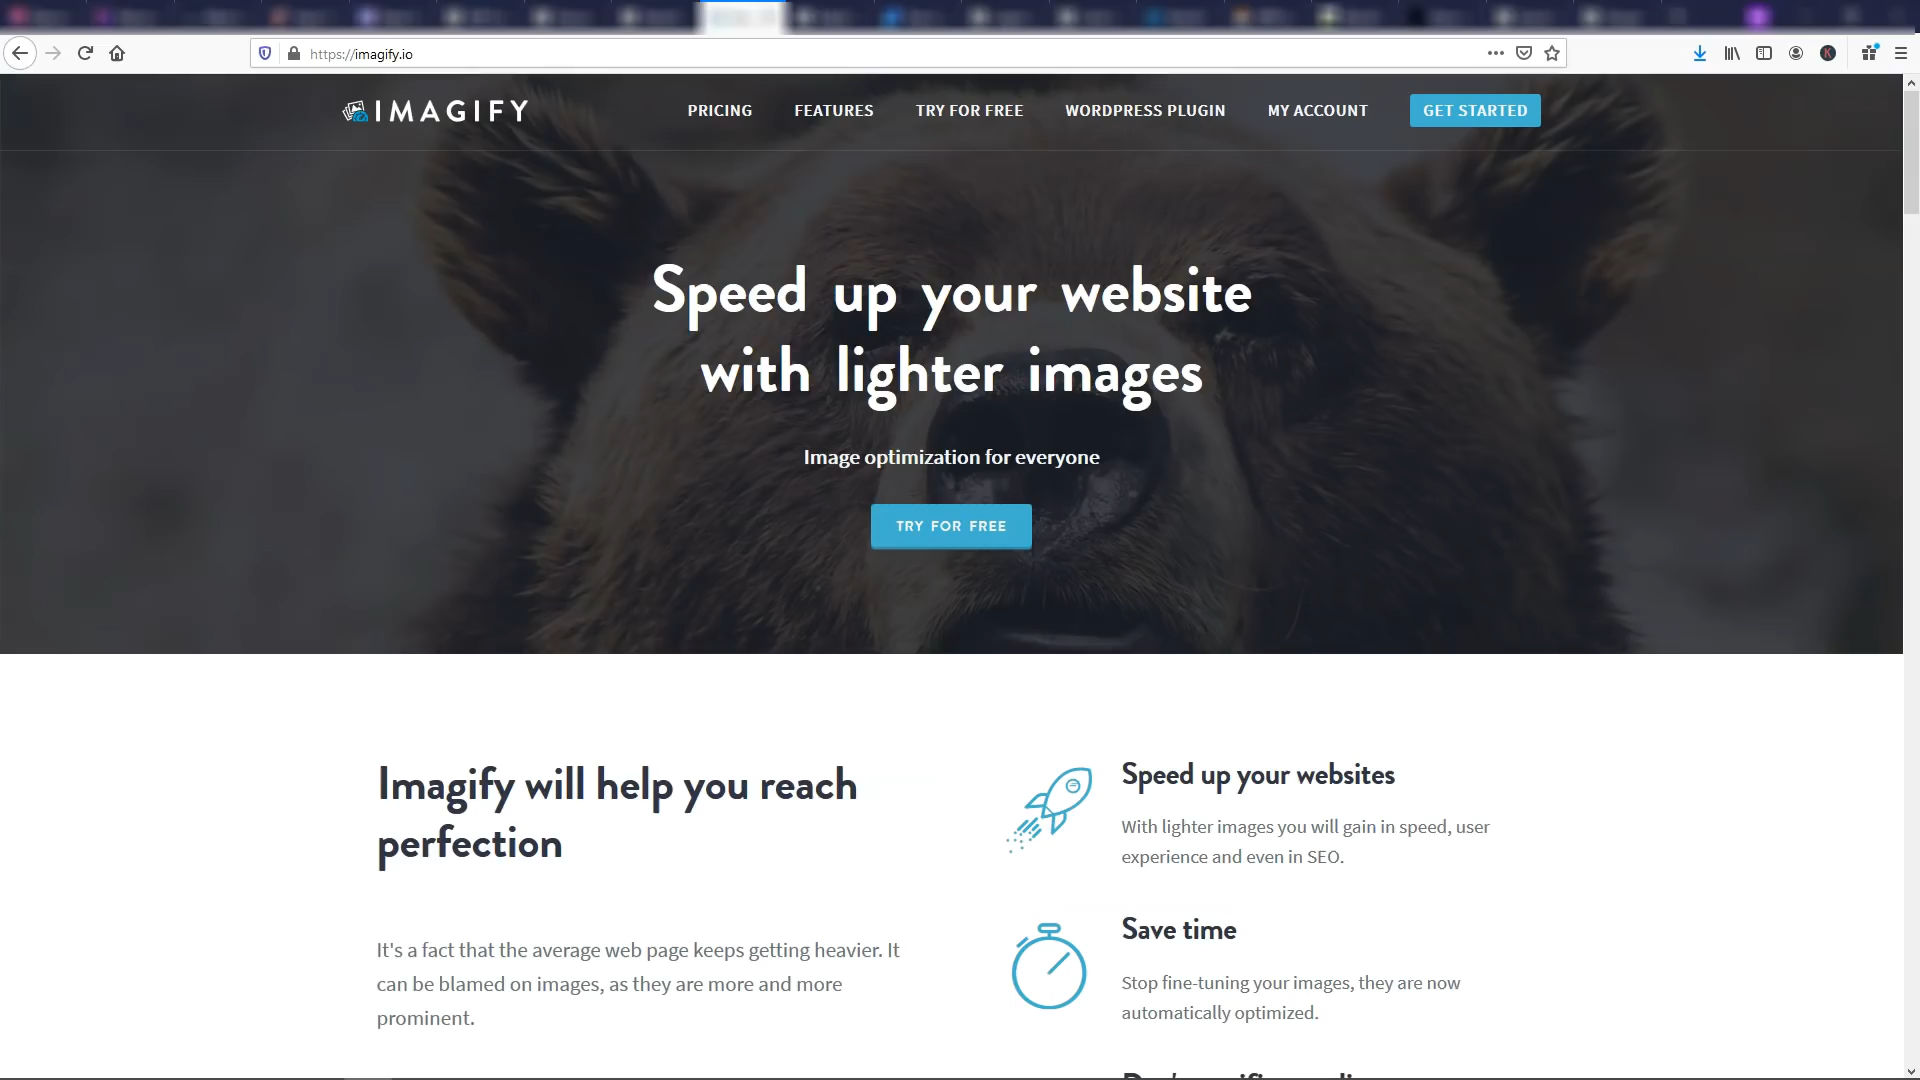 https://imagify.io
IMAGIFY
PRICING
FEATURES
TRY FOR FREE
WORDPRESS PLUGIN
MY ACCOUNT
GET STARTED
Speed up your website
with lighter images
Image optimization for everyone
TRY FOR FREE
Imagify will help you reach
perfection
It's a fact that the average web page keeps getting heavier. It
can be blamed on images, as they are more and more
prominent.
Speed up your websites
With lighter images you will gain in speed, user
experience and even in SEO.
Save time
Stop fine-tuning your images, they are now
automatically optimized.